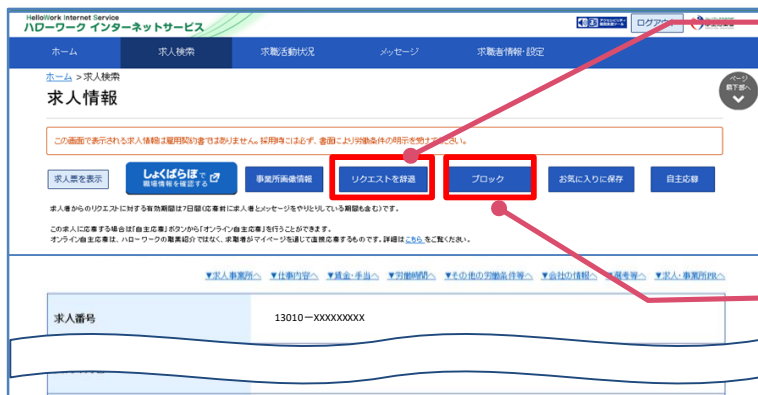 HelloWork Internet Service
ハローワーク インターネットサービス
ログアウト
ホーム 求人検索 求職活動状況 メッセージ 求職者情報・設定
ホーム > 求人検索
求人情報
ページ
最下部へ
この画面で表示される求人情報は雇用契約書ではありません。採用時には必ず、書面により労働条件の明示を受けてください。
求人票を表示
しょくばらぼで
職場情報を確認する
事業所画像情報
リクエストを辞退
ブロック
お気に入りに保存
自主応募
求人者からのリクエストに対する有効期間は7日間(応募前に求人者とメッセージをやりとりしている期間も含む)です。
この求人に応募する場合は「自主応募」ボタンから「オンライン自主応募」を行うことができます。
オンライン自主応募は、ハローワークの職業紹介ではなく、求職者がマイページを通じて直接応募するものです。詳細はこちら をご覧ください。
▼求人事業所へ ▼仕事内容へ ▼賃金・手当へ ▼労働時間へ ▼その他の労働条件等へ ▼会社の情報へ ▼選考等へ ▼求人・事業所PRへ
求人番号 13010－XXXXXXXXX